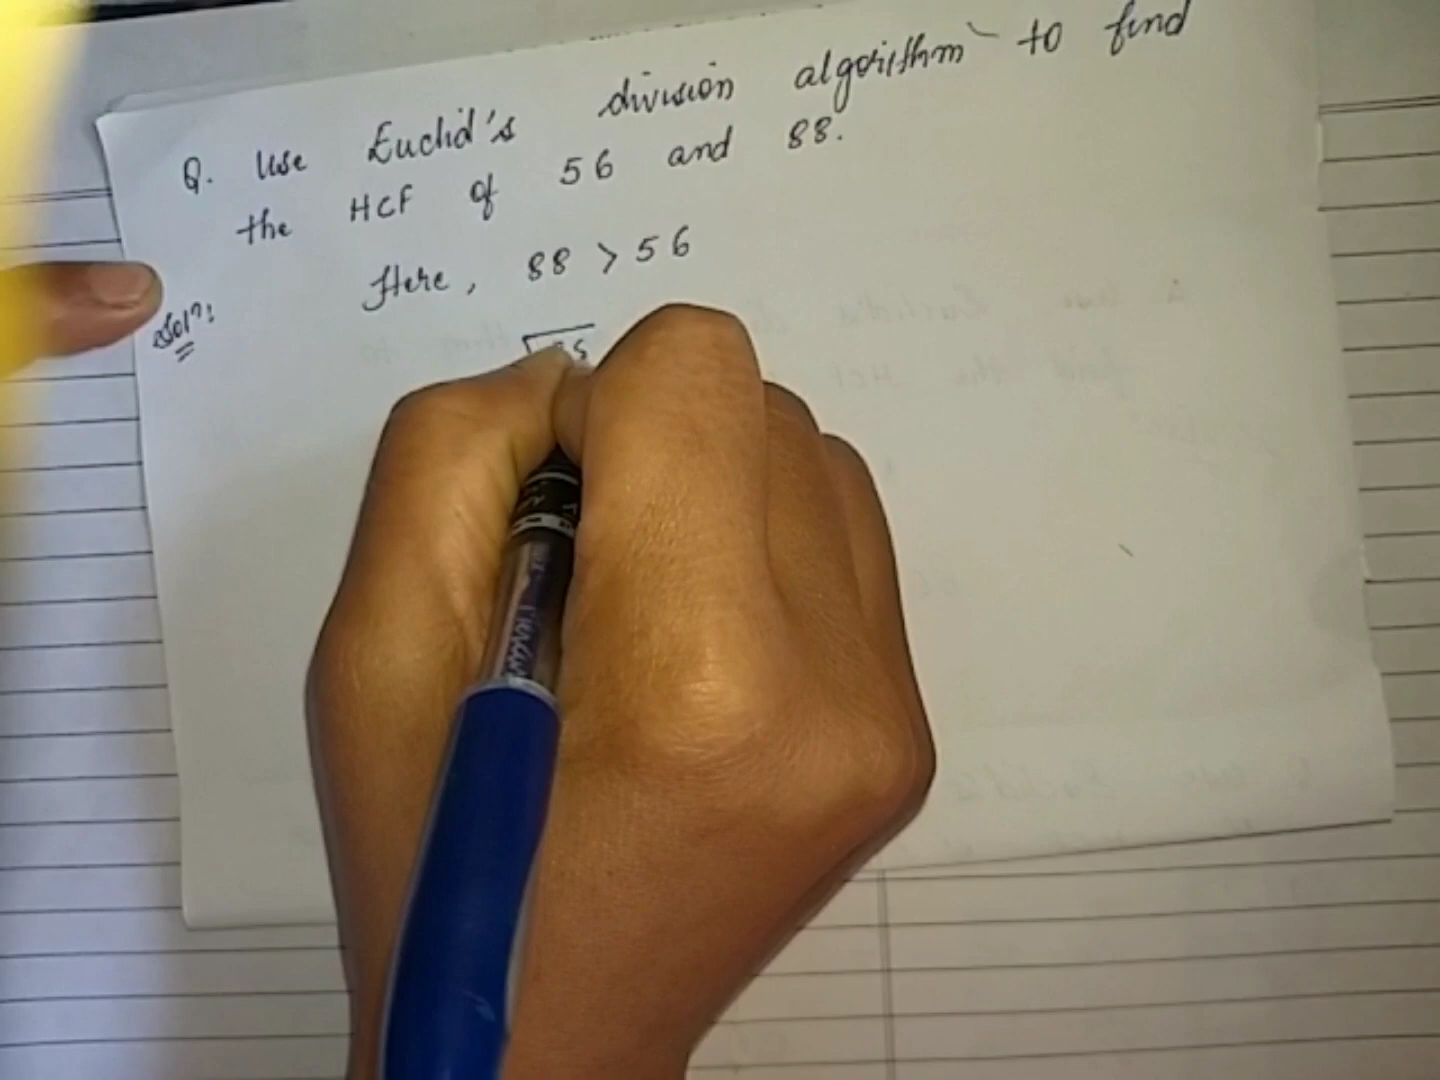 Q. Use Euclid's division algorithm to find
the HCF of 56 and 88.
Solⁿ: Here, 88 > 56